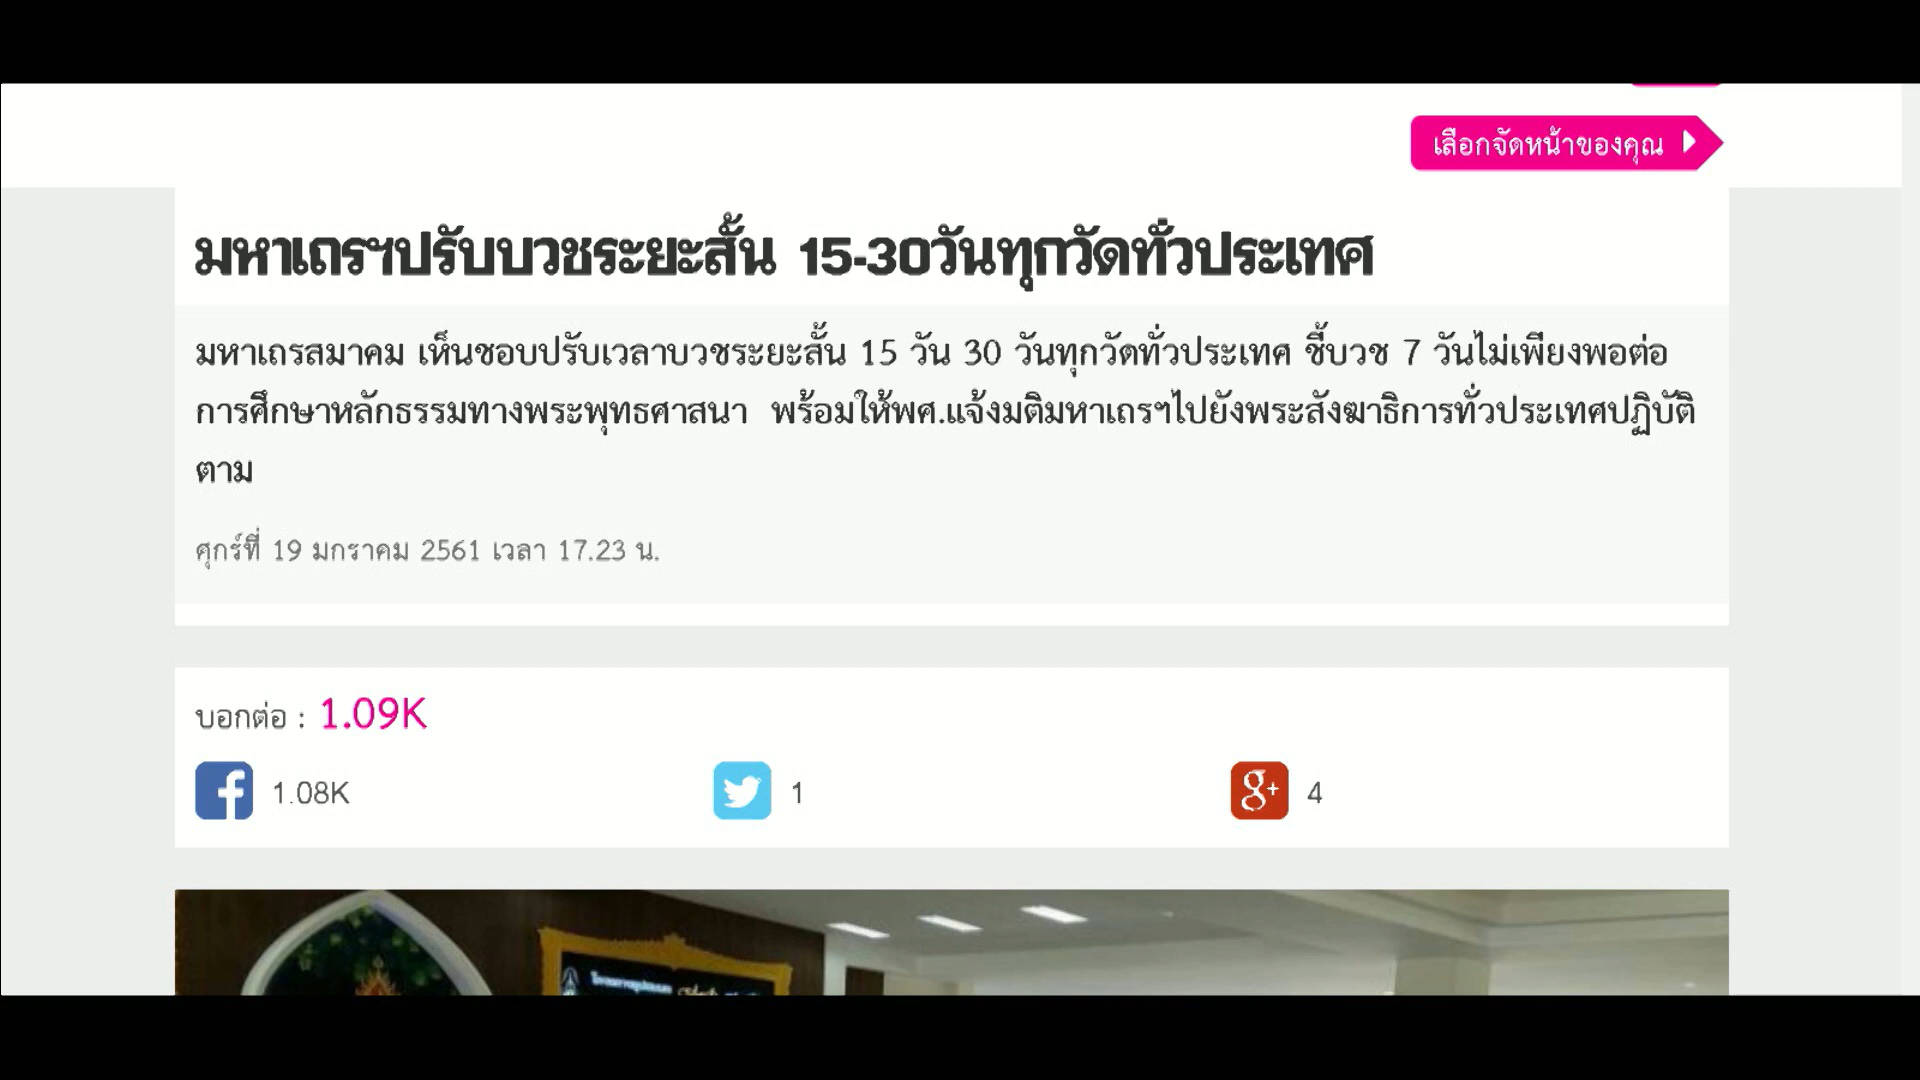 เลือกจัดหน้าของคุณ
มหาเถรฯปรับบวชระยะสั้น 15-30วันทุกวัดทั่วประเทศ
มหาเถรสมาคม เห็นชอบปรับเวลาบวชระยะสั้น 15 วัน 30 วันทุกวัดทั่วประเทศ ชี้บวช 7 วันไม่เพียงพอต่อ
การศึกษาหลักธรรมทางพระพุทธศาสนา พร้อมให้พศ.แจ้งมติมหาเถรฯไปยังพระสังฆาธิการทั่วประเทศปฏิบัติ
ตาม
ศุกร์ที่ 19 มกราคม 2561 เวลา 17.23 น.
บอกต่อ : 1.09K
1.08K 1 4